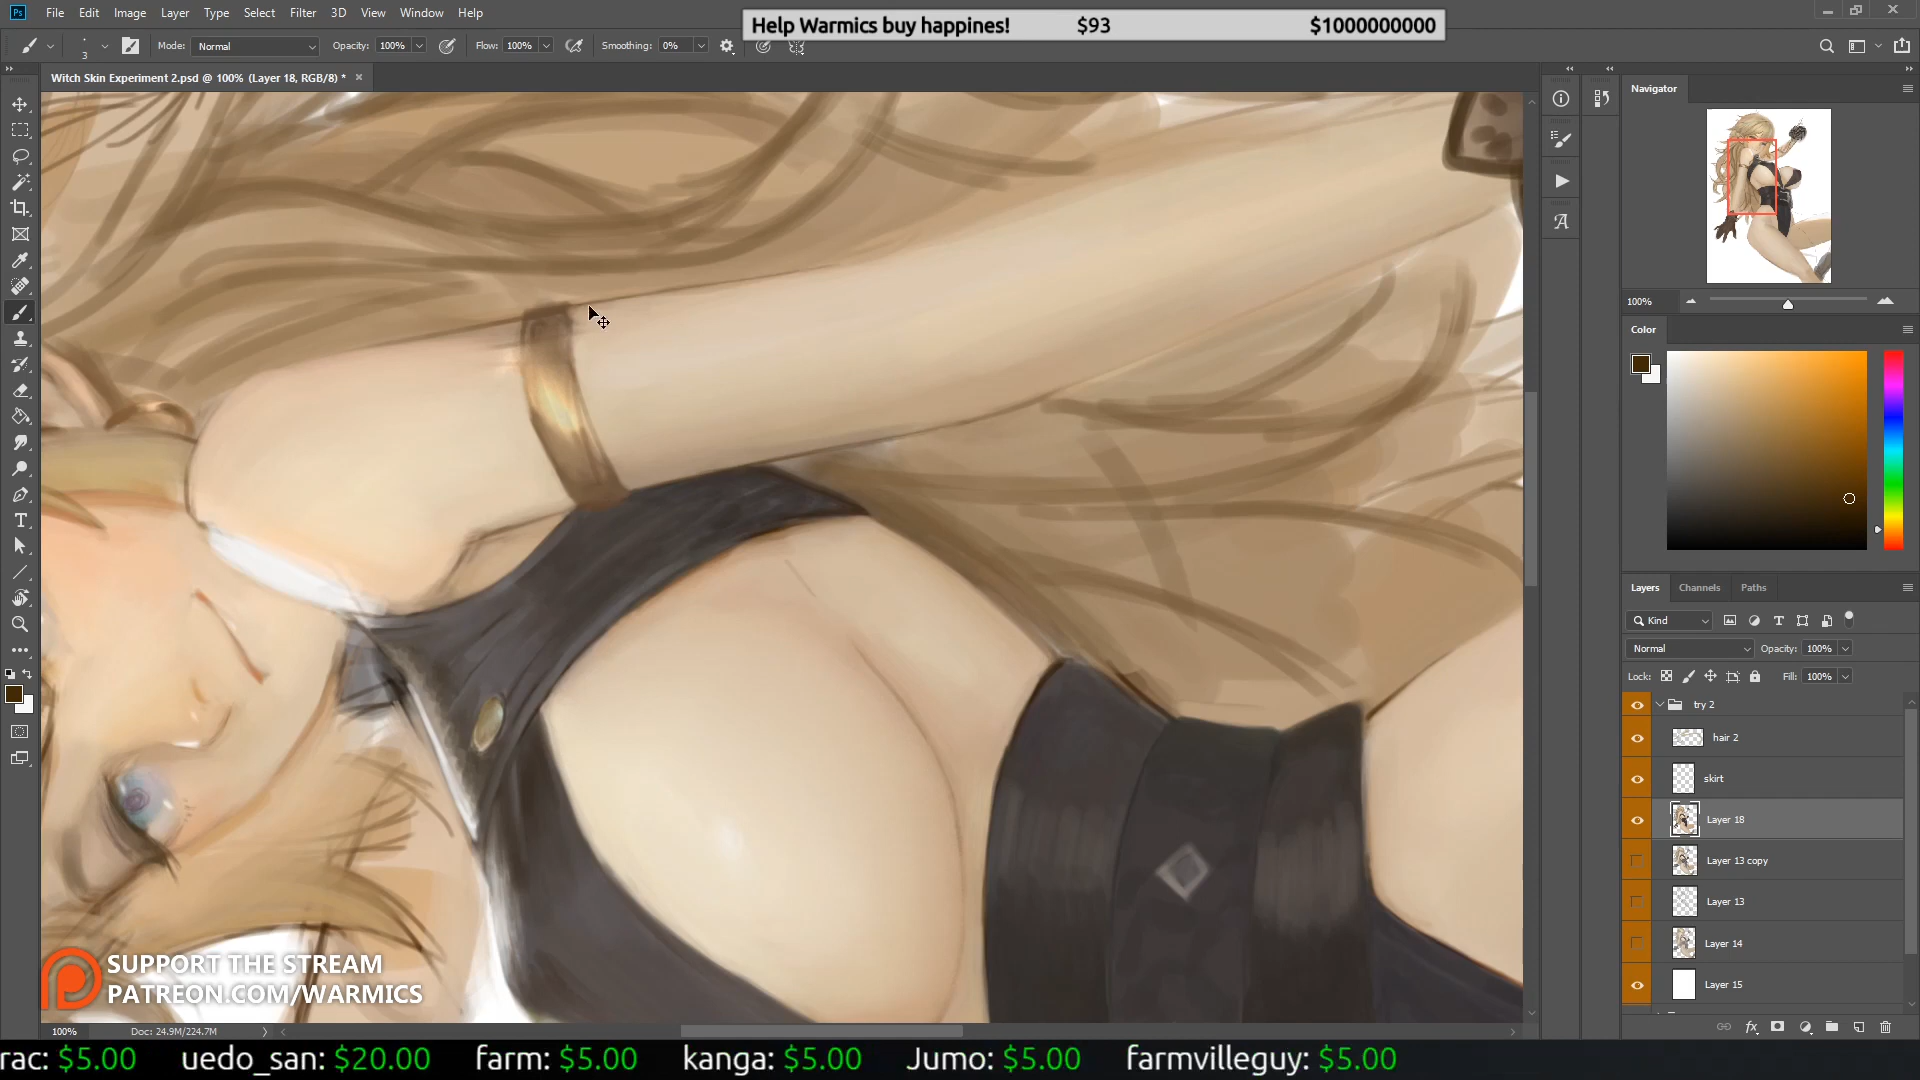 File Edit Image Layer Type Select Filter 3D View Window Help
Help Warmics buy happines! $93 $1000000000
3 Mode: Normal Opacity: 100% Flow: 100% Smoothing: 0%
Witch Skin Experiment 2.psd @ 100% (Layer 18, RGB/8) *
Navigator
100%
Color
Layers Channels Paths
Kind
Normal Opacity: 100%
Lock: Fill: 100%
try 2
hair 2
skirt
Layer 18
Layer 13 copy
Layer 13
Layer 14
Layer 15
SUPPORT THE STREAM
PATREON.COM/WARMICS
100% Doc: 24.9M/224.7M
rac: $5.00 uedo_san: $20.00 farm: $5.00 kanga: $5.00 Jumo: $5.00 farmvilleguy: $5.00